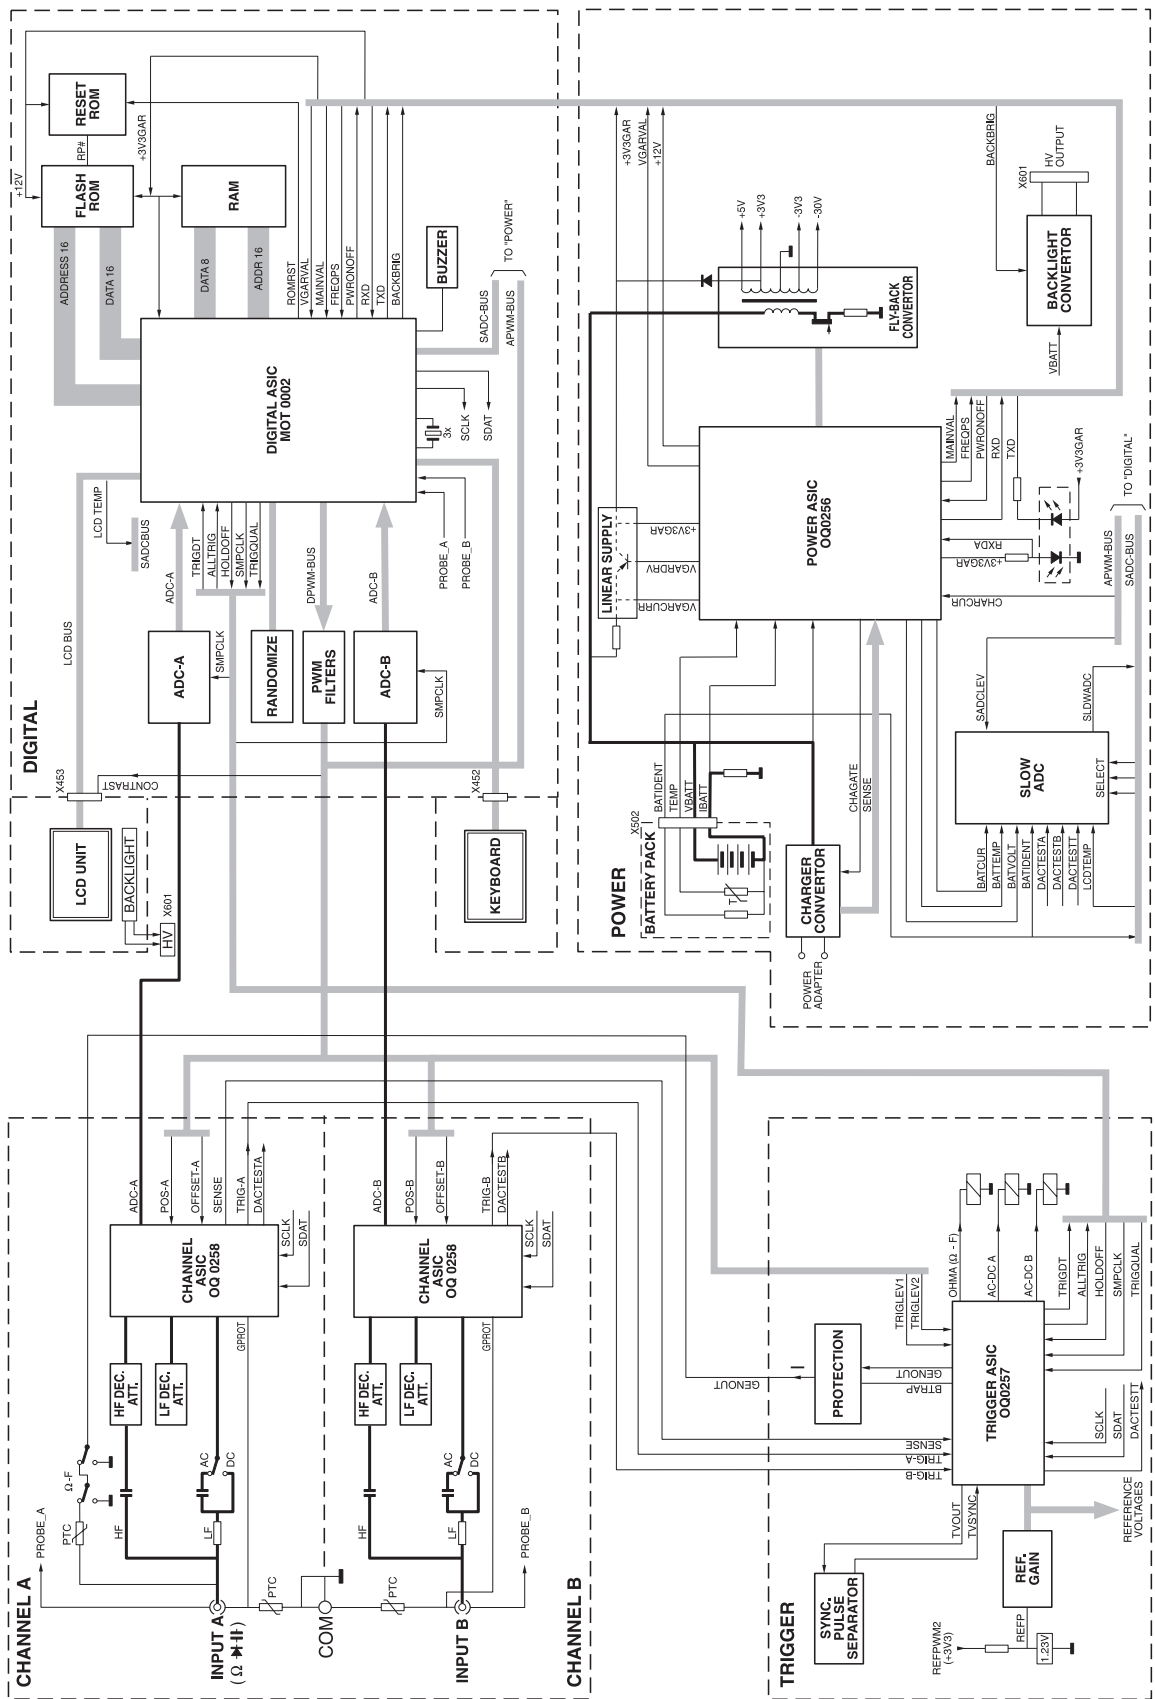 DIGITAL
RESET
ROM
RP#
FLASH
ROM
+12V
+3V3GAR
RAM
ADDRESS 16
DATA 16
DATA 8
ADDR 16
ROMRST
VGARVAL
MAINVAL
FREQPS
PWRONOFF
RXD
TXD
BACKBRIG
BUZZER
TO "POWER"
SADC-BUS
APWM-BUS
DIGITAL ASIC
MOT 0002
3x
SCLK
SDAT
LCD BUS
LCD TEMP
SADCBUS
ADC-A
TRIGDT
ALLTRIG
HOLDOFF
SMPCLK
TRIGQUAL
DPWM-BUS
ADC-B
PROBE_A
PROBE_B
ADC-A
SMPCLK
RANDOMIZE
PWM
FILTERS
ADC-B
SMPCLK
X453
CONTRAST
X452
LCD UNIT
BACKLIGHT
HV
X601
KEYBOARD
POWER
+3V3GAR
VGARVAL
+12V
BACKBRIG
X601
HV
OUTPUT
BACKLIGHT
CONVERTOR
VBATT
+5V
+3V3
-3V3
-30V
FLY-BACK
CONVERTOR
POWER ASIC
OQ0256
MAINVAL
FREQPS
PWRONOFF
RXD
TXD
+3V3GAR
RXDA
+3V3GAR
CHARCUR
TO "DIGITAL"
APWM-BUS
SADC-BUS
LINEAR SUPPLY
+3V3GAR
VGARDRV
VGARCURR
BATIDENT
TEMP
VBATT
IBATT
X502
BATTERY PACK
T
CHARGER
CONVERTOR
POWER
ADAPTER
CHAGATE
SENSE
SADCLEV
SLDWADC
SLOW
ADC
SELECT
BATCUR
BATTEMP
BATVOLT
BATIDENT
DACTESTA
DACTESTB
DACTESTT
LCDTEMP
CHANNEL A
ADC-A
POS-A
OFFSET-A
SENSE
TRIG-A
DACTESTA
CHANNEL
ASIC
OQ 0258
SCLK
SDAT
GPROT
HF DEC.
ATT.
LF DEC.
ATT.
Ω-F
AC
DC
PTC
HF
LF
PROBE_A
PTC
INPUT A
COM
CHANNEL B
ADC-B
POS-B
OFFSET-B
TRIG-B
DACTESTB
CHANNEL
ASIC
OQ 0258
SCLK
SDAT
GPROT
HF DEC.
ATT.
LF DEC.
ATT.
AC
DC
HF
LF
PROBE_B
PTC
INPUT B
TRIGGER
OHMA (Ω - F)
AC-DC A
AC-DC B
TRIGDT
ALLTRIG
HOLDOFF
SMPCLK
TRIGQUAL
TRIGLEV1
TRIGLEV2
GENOUT
PROTECTION
GENOUT
BTRAP
TRIGGER ASIC
OQ0257
SENSE
TRIG-A
TRIG-B
SCLK
SDAT
DACTESTT
TVOUT
TVSYNC
SYNC.
PULSE
SEPARATOR
REFERENCE
VOLTAGES
REF.
GAIN
REFP
REFPWM2
(+3V3)
1.23V